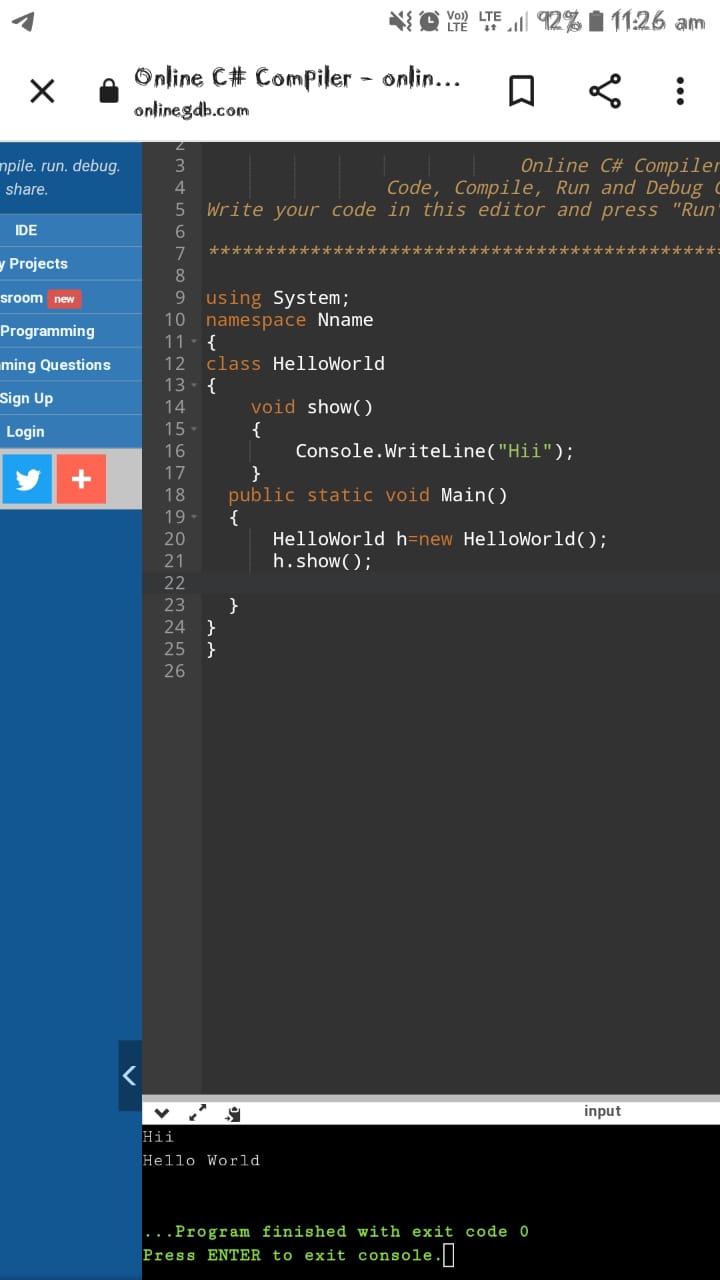 Vo)) LTE LTE 92% 11:26 am
Online C# Compiler - onlin...
onlinegdb.com
mpile. run. debug.
share.
IDE
y Projects
sroom new
Programming
ming Questions
Sign Up
Login
2
3 Online C# Compiler
4 Code, Compile, Run and Debug C
5 Write your code in this editor and press "Run"
6
7 **********************************************
8
9 using System;
10 namespace Nname
11 {
12 class HelloWorld
13 {
14 void show()
15 {
16 Console.WriteLine("Hii");
17 }
18 public static void Main()
19 {
20 HelloWorld h=new HelloWorld();
21 h.show();
22
23 }
24 }
25 }
26
input
Hii
Hello World
...Program finished with exit code 0
Press ENTER to exit console.